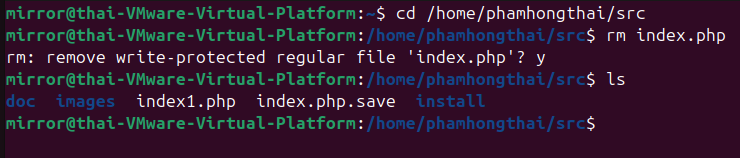 mirror@thai-VMware-Virtual-Platform:~$ cd /home/phamhongthai/src
mirror@thai-VMware-Virtual-Platform:/home/phamhongthai/src$ rm index.php
rm: remove write-protected regular file 'index.php'? y
mirror@thai-VMware-Virtual-Platform:/home/phamhongthai/src$ ls
doc  images  index1.php  index.php.save  install
mirror@thai-VMware-Virtual-Platform:/home/phamhongthai/src$